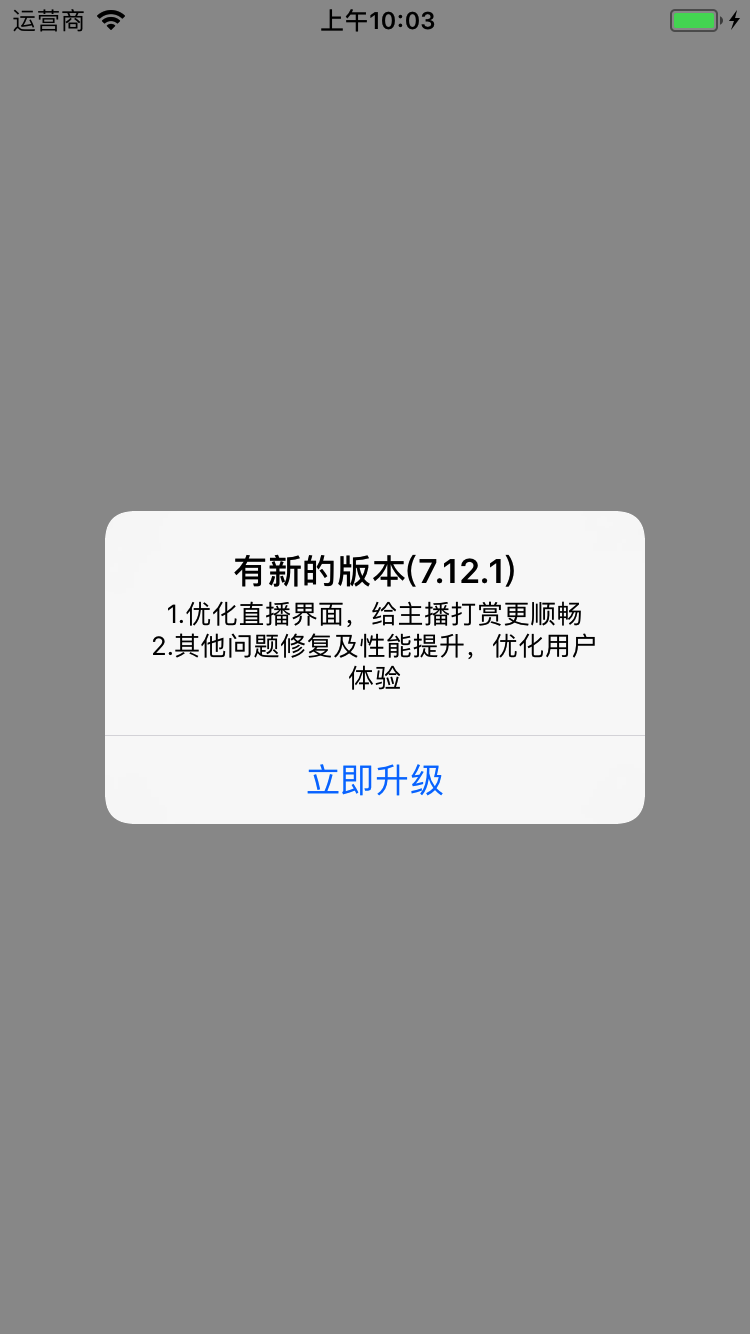 运营商
上午10:03
有新的版本(7.12.1)
1.优化直播界面，给主播打赏更顺畅
2.其他问题修复及性能提升，优化用户
体验
立即升级